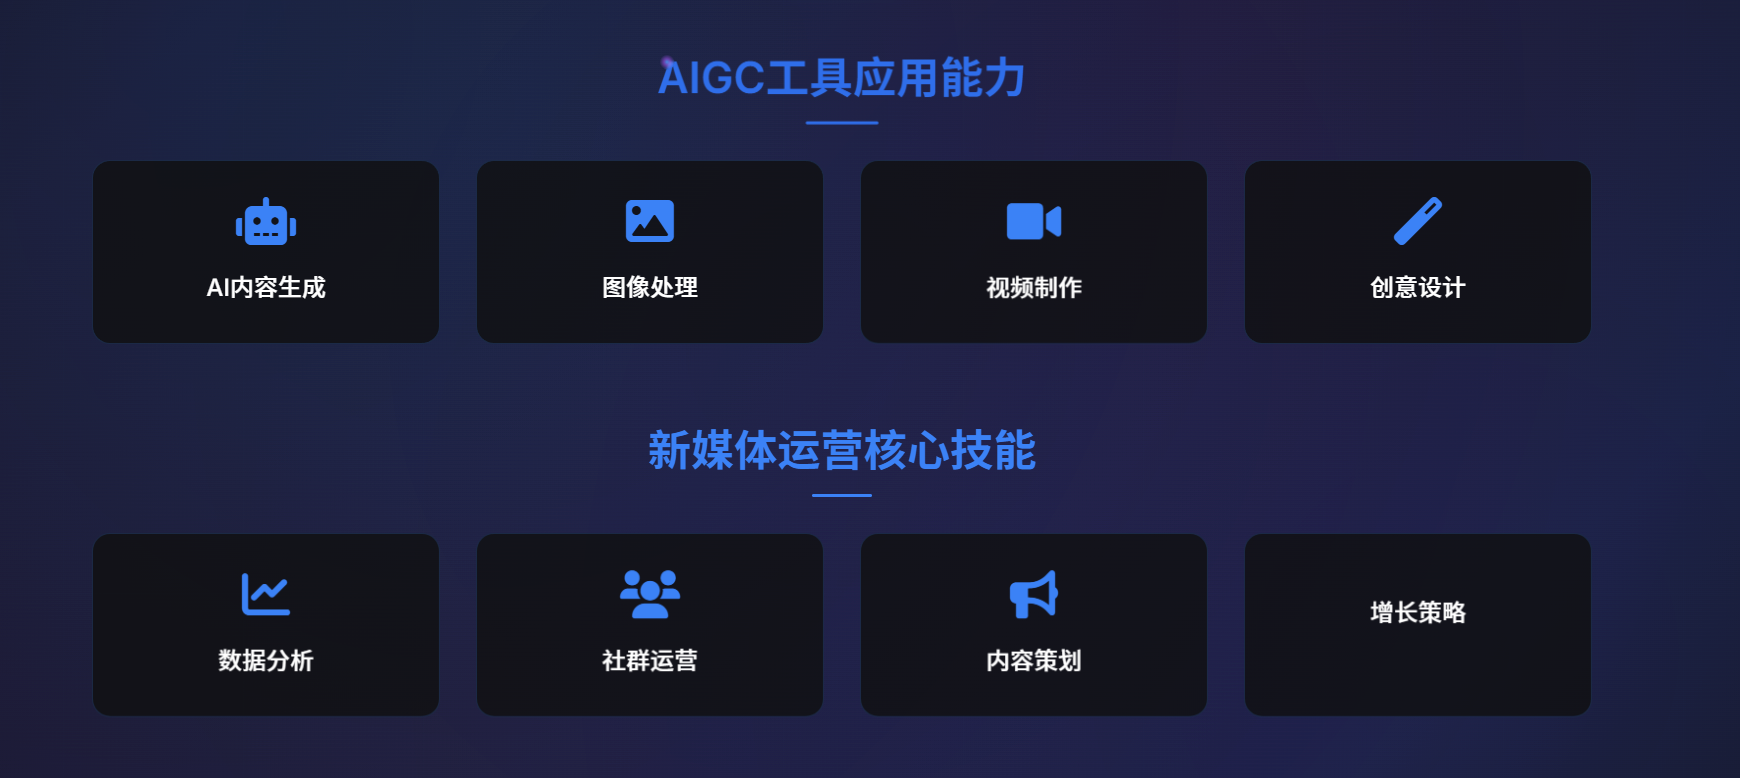 AIGC工具应用能力
AI内容生成
图像处理
视频制作
创意设计
新媒体运营核心技能
数据分析
社群运营
内容策划
增长策略